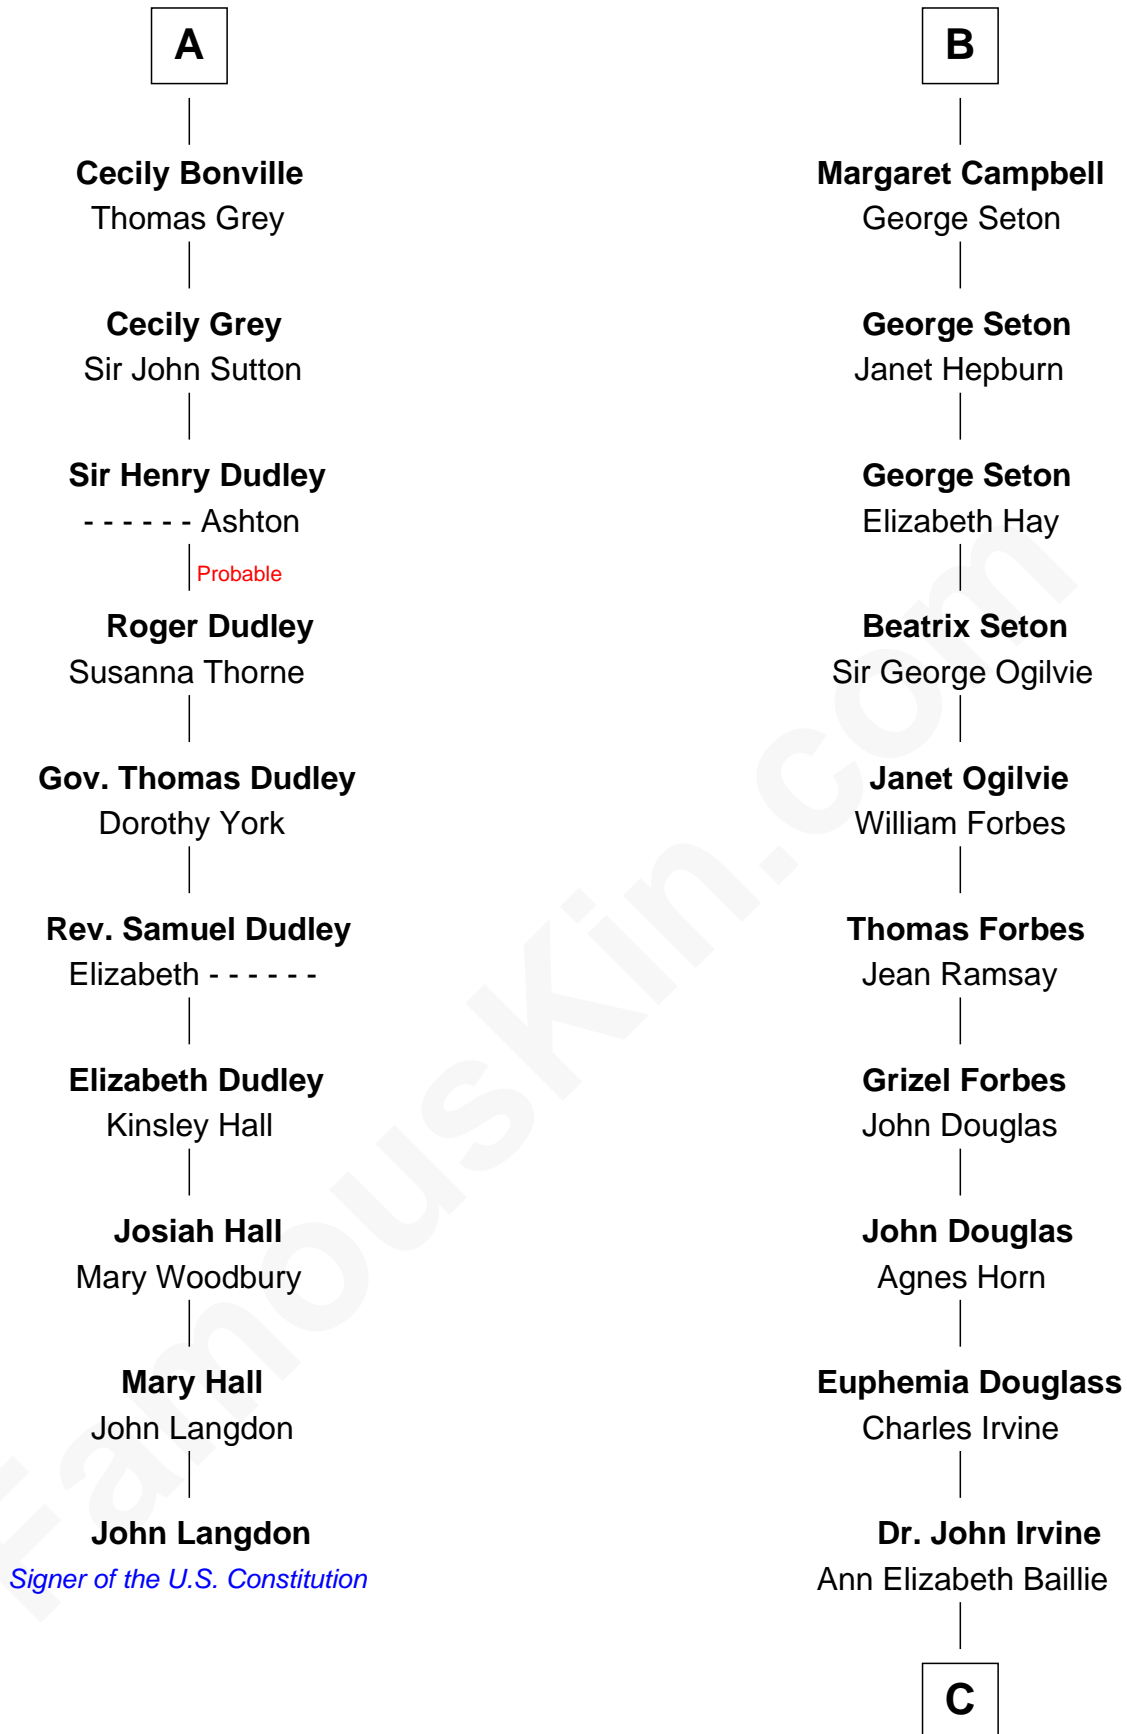 A
Cecily Bonville
Thomas Grey
Cecily Grey
Sir John Sutton
Sir Henry Dudley
- - - - - - Ashton
Probable
Roger Dudley
Susanna Thorne
Gov. Thomas Dudley
Dorothy York
Rev. Samuel Dudley
Elizabeth - - - - - -
Elizabeth Dudley
Kinsley Hall
Josiah Hall
Mary Woodbury
Mary Hall
John Langdon
John Langdon
Signer of the U.S. Constitution
B
Margaret Campbell
George Seton
George Seton
Janet Hepburn
George Seton
Elizabeth Hay
Beatrix Seton
Sir George Ogilvie
Janet Ogilvie
William Forbes
Thomas Forbes
Jean Ramsay
Grizel Forbes
John Douglas
John Douglas
Agnes Horn
Euphemia Douglass
Charles Irvine
Dr. John Irvine
Ann Elizabeth Baillie
C
FamousKin.com